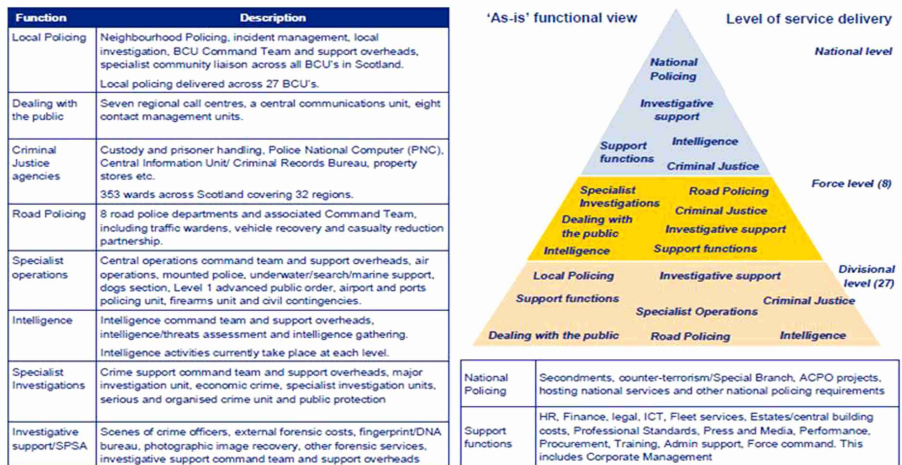 Function Description
Local Policing
Neighbourhood Policing, incident management, local
investigation, BCU Command Team and support overheads,
specialist community liaison across all BCU's in Scotland.
Local policing delivered across 27 BCU's.
Dealing with
the public
Seven regional call centres, a central communications unit, eight
contact management units.
Criminal
Justice
agencies
Custody and prisoner handling, Police National Computer (PNC),
Central Information Unit/ Criminal Records Bureau, property
stores etc.
353 wards across Scotland covering 32 regions.
Road Policing
8 road police departments and associated Command Team,
including traffic wardens, vehicle recovery and casualty reduction
partnership.
Specialist
operations
Central operations command team and support overheads, air
operations, mounted police, underwater/search/marine support,
dogs section, Level 1 advanced public order, airport and ports
policing unit, firearms unit and civil contingencies.
Intelligence
Intelligence command team and support overheads,
intelligence/threats assessment and intelligence gathering.
Intelligence activities currently take place at each level.
Specialist
Investigations
Crime support command team and support overheads, major
investigation unit, economic crime, specialist investigation units,
serious and organised crime unit and public protection
Investigative
support/SPSA
Scenes of crime officers, external forensic costs, fingerprint/DNA
bureau, photographic image recovery, other forensic services,
investigative support command team and support overheads
'As-is' functional view
Level of service delivery
National level
National
Policing
Investigative
support
Intelligence
Support
functions
Criminal Justice
Force level (8)
Specialist
Investigations
Road Policing
Criminal Justice
Dealing with
the public
Investigative support
Intelligence
Support functions
Divisional
level (27)
Local Policing
Investigative support
Support functions
Criminal Justice
Specialist Operations
Dealing with the public
Road Policing
Intelligence
National
Policing
Secondments, counter-terrorism/Special Branch, ACPO projects,
hosting national services and other national policing requirements
Support
functions
HR, Finance, legal, ICT, Fleet services, Estates/central building
costs, Professional Standards, Press and Media, Performance,
Procurement, Training, Admin support, Force command. This
includes Corporate Management